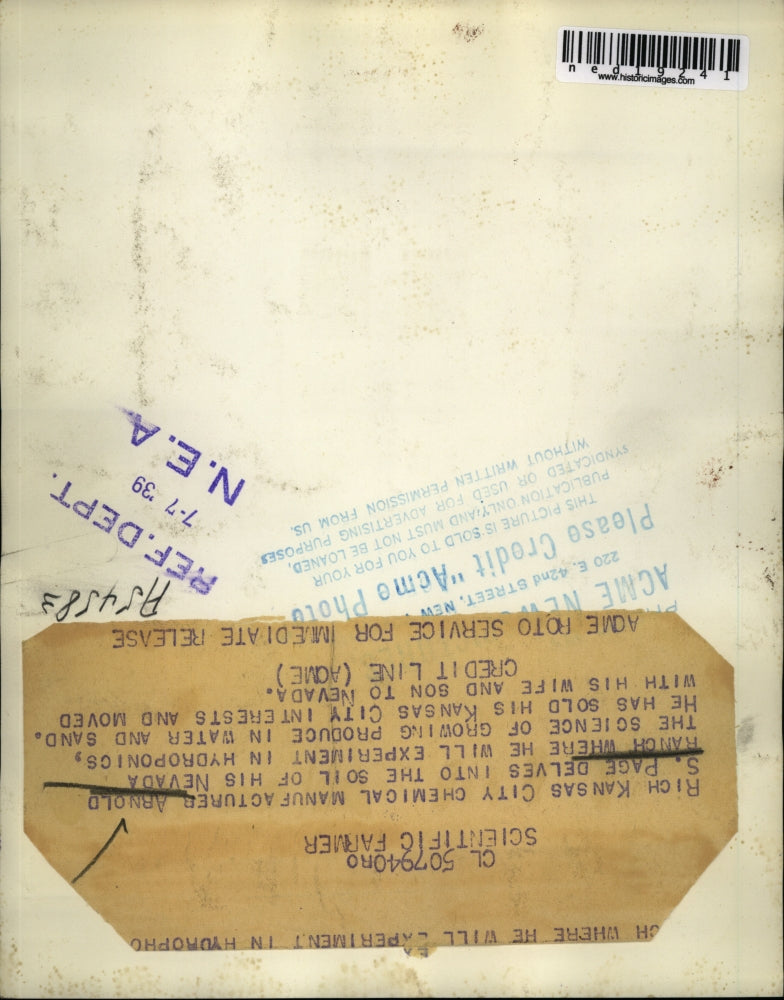 ned19241
www.historicimages.com
CH WHERE HE WILL EXPERIMENT IN HYDROPHO
CL 507940RO
SCIENTIFIC FARMER
RICH KANSAS CITY CHEMICAL MANUFACTURER ARNOLD
S. PAGE DELVES INTO THE SOIL OF HIS NEVADA
RANCH WHERE HE WILL EXPERIMENT IN HYDROPONICS,
THE SCIENCE OF GROWING PRODUCE IN WATER AND SAND.
HE HAS SOLD HIS KANSAS CITY INTERESTS AND MOVED
WITH HIS WIFE AND SON TO NEVADA.
CREDIT LINE (ACME)
ACME ROTO SERVICE FOR IMMEDIATE RELEASE
A54583
REF. DEPT.
7-7 '39
N.E.A.
ACME NEWS
220 E. 42nd STREET, NEW
Please Credit "Acme Photo
THIS PICTURE IS SOLD TO YOU FOR YOUR
PUBLICATION ONLY, AND MUST NOT BE LOANED,
SYNDICATED OR USED FOR ADVERTISING PURPOSES
WITHOUT WRITTEN PERMISSION FROM US.